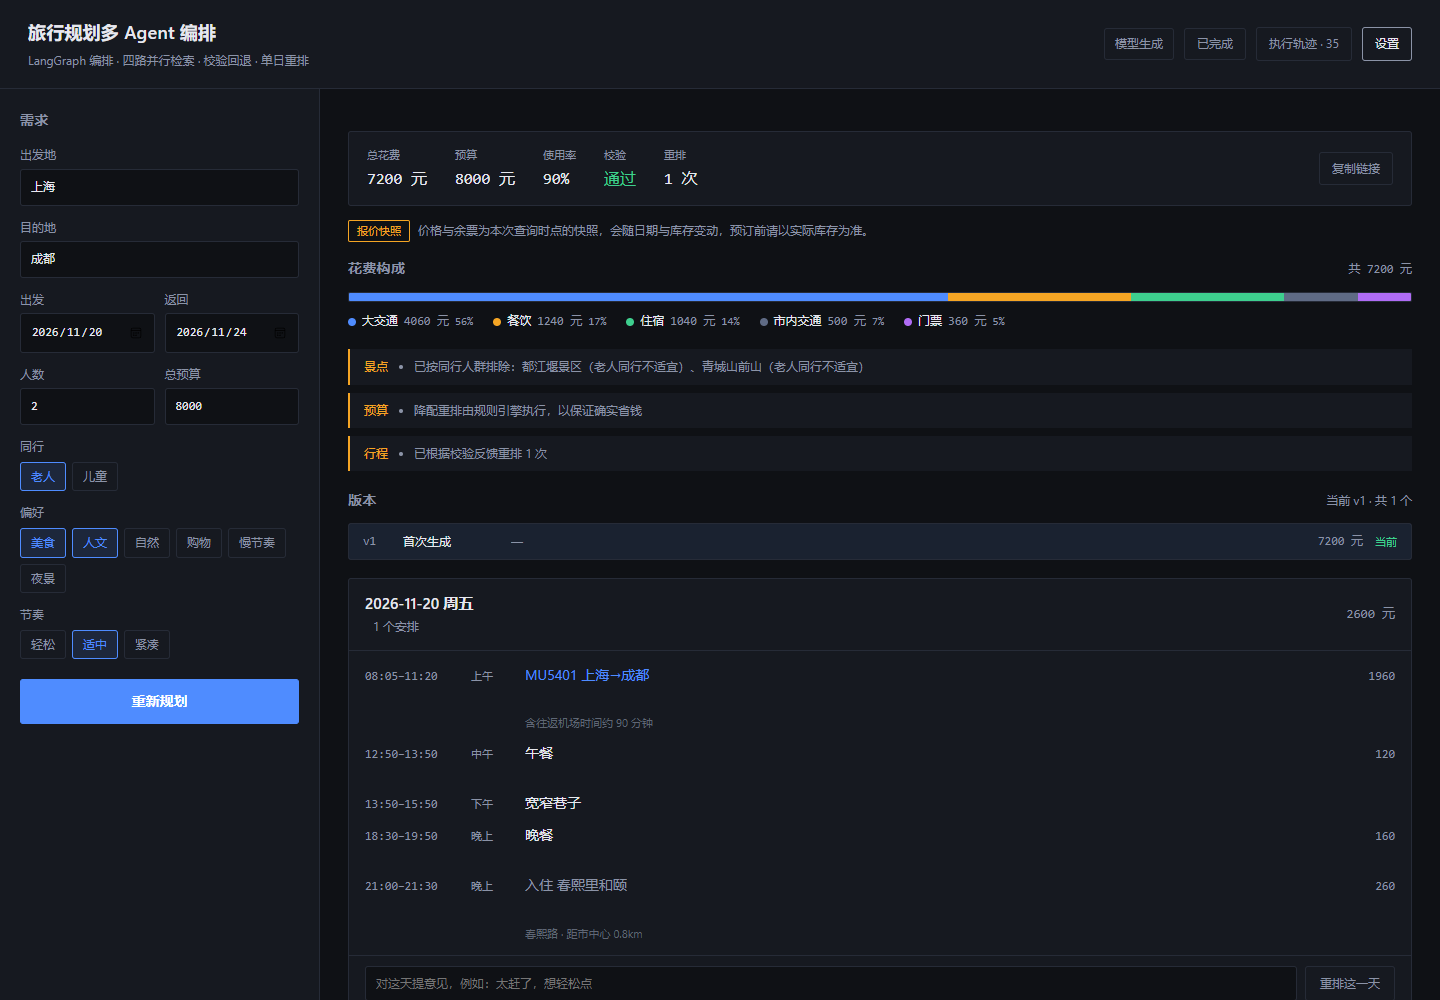 旅行规划多 Agent 编排
LangGraph 编排 · 四路并行检索 · 校验回退 · 单日重排
模型生成
已完成
执行轨迹 · 35
设置
需求
出发地
上海
目的地
成都
出发
返回
2026/11/20
2026/11/24
人数
总预算
2
8000
同行
老人
儿童
偏好
美食
人文
自然
购物
慢节奏
夜景
节奏
轻松
适中
紧凑
重新规划
总花费
预算
使用率
校验
重排
7200 元
8000 元
90%
通过
1 次
复制链接
报价快照 价格与余票为本次查询时点的快照，会随日期与库存变动，预订前请以实际库存为准。
花费构成
共 7200 元
大交通 4060 元 56%
餐饮 1240 元 17%
住宿 1040 元 14%
市内交通 500 元 7%
门票 360 元 5%
景点 • 已按同行人群排除：都江堰景区（老人同行不适宜）、青城山前山（老人同行不适宜）
预算 • 降配重排由规则引擎执行，以保证确实省钱
行程 • 已根据校验反馈重排 1 次
版本
当前 v1 · 共 1 个
v1 首次生成 — 7200 元 当前
2026-11-20 周五
1 个安排
2600 元
08:05–11:20 上午 MU5401 上海→成都 1960
含往返机场时间约 90 分钟
12:50–13:50 中午 午餐 120
13:50–15:50 下午 宽窄巷子
18:30–19:50 晚上 晚餐 160
21:00–21:30 晚上 入住 春熙里和颐 260
春熙路 · 距市中心 0.8km
对这天提意见，例如：太赶了，想轻松点
重排这一天